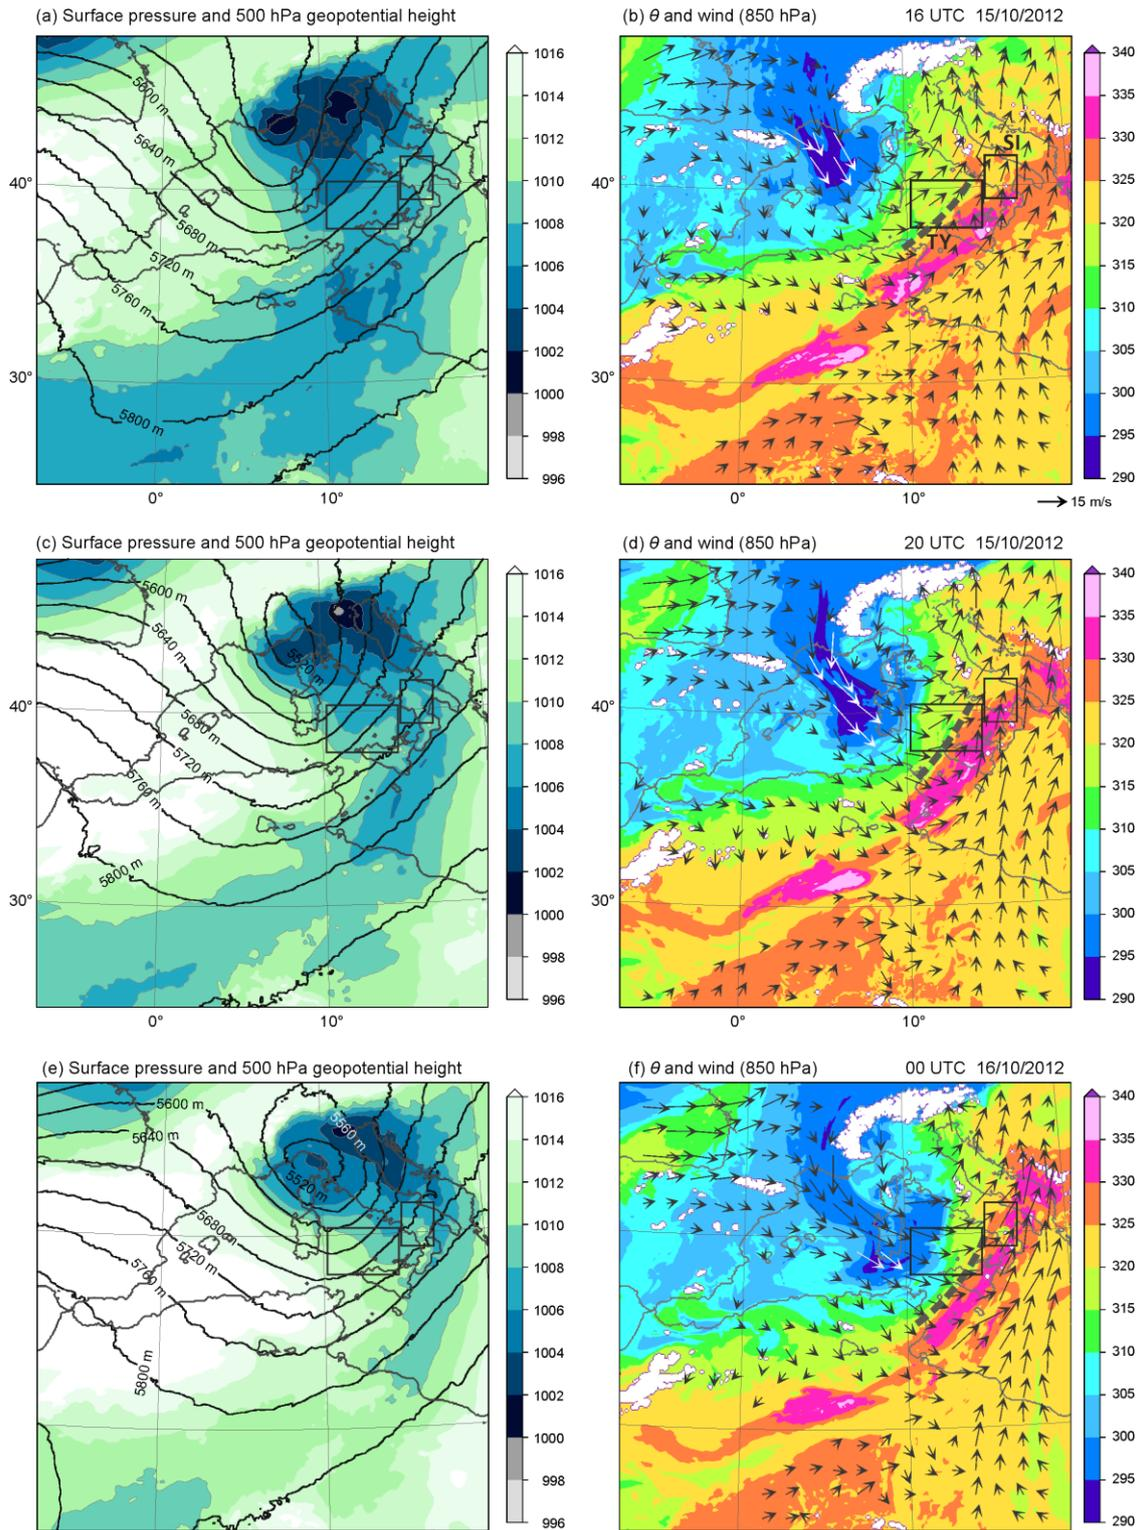 (a) Surface pressure and 500 hPa geopotential height
1016
1014
1012
1010
1008
1006
1004
1002
1000
998
996
40°
30°
0°
10°
5600 m
5640 m
5680 m
5720 m
5760 m
5800 m
(b) θ and wind (850 hPa)
16 UTC 15/10/2012
340
335
330
325
320
315
310
305
300
295
290
SI
TY
0°
10°
15 m/s
(c) Surface pressure and 500 hPa geopotential height
1016
1014
1012
1010
1008
1006
1004
1002
1000
998
996
40°
30°
0°
10°
5600 m
5640 m
5520 m
5680 m
5720 m
5760 m
5800 m
(d) θ and wind (850 hPa)
20 UTC 15/10/2012
340
335
330
325
320
315
310
305
300
295
290
0°
10°
(e) Surface pressure and 500 hPa geopotential height
1016
1014
1012
1010
1008
1006
1004
1002
1000
998
996
5600 m
5640 m
5560 m
5520 m
5680 m
5720 m
5760 m
5800 m
(f) θ and wind (850 hPa)
00 UTC 16/10/2012
340
335
330
325
320
315
310
305
300
295
290